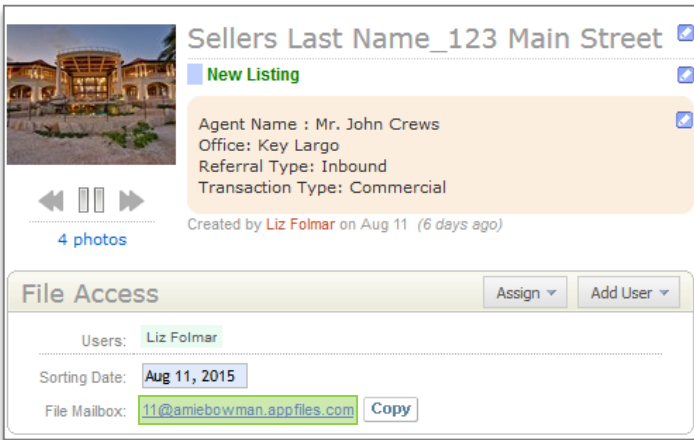 Sellers Last Name_123 Main Street
New Listing
Agent Name : Mr. John Crews
Office: Key Largo
Referral Type: Inbound
Transaction Type: Commercial
Created by Liz Folmar on Aug 11 (6 days ago)
4 photos
File Access
Assign
Add User
Users: Liz Folmar
Sorting Date: Aug 11, 2015
File Mailbox: 11@amiebowman.appfiles.com Copy